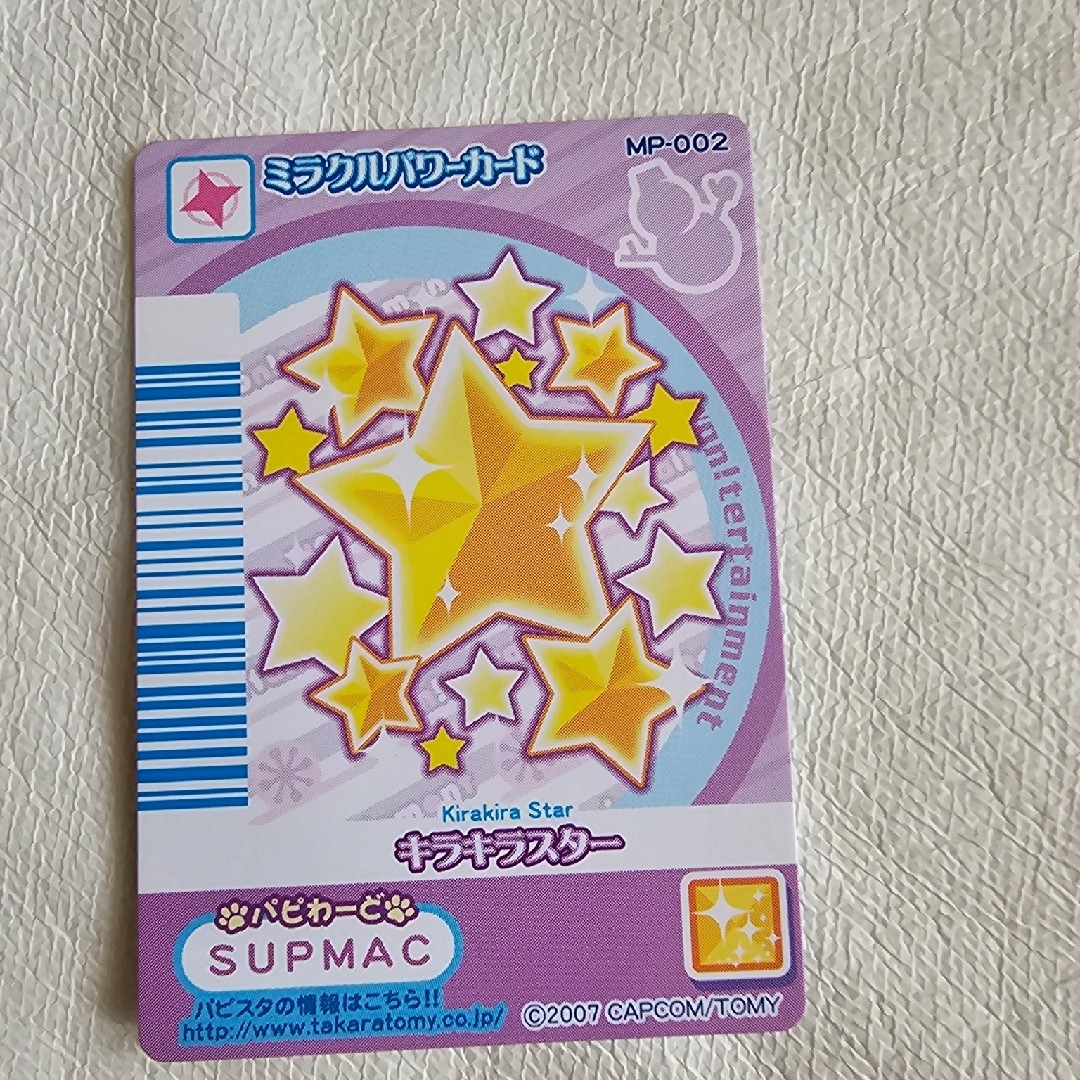 ミラクルパワーカード
MP-002
un!tertainment
Kirakira Star
キラキラスター
パピわーど
SUPMAC
パピスタの情報はこちら!!
http://www.takaratomy.co.jp/
©2007 CAPCOM/TOMY